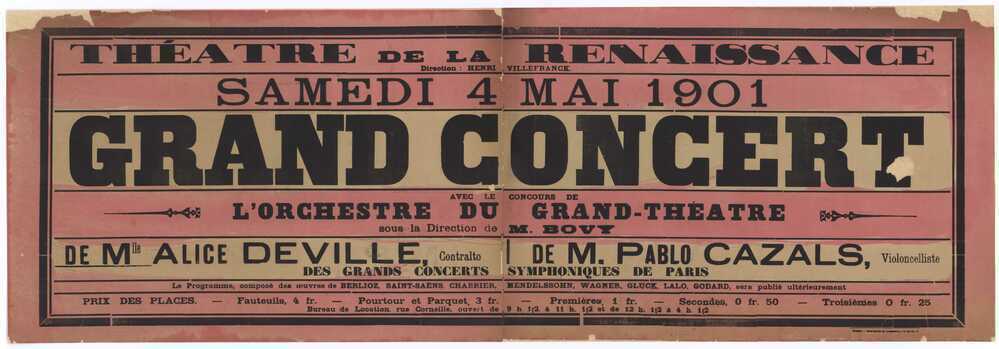 THÉATRE DE LA RENAISSANCE
Direction : HENRI VILLEFRANCK.
SAMEDI 4 MAI 1901
GRAND CONCERT
AVEC LE CONCOURS DE
L'ORCHESTRE DU GRAND-THÉATRE
sous la Direction de M. BOVY
DE Mlle ALICE DEVILLE, Contralto DE M. PABLO CAZALS, Violoncelliste
DES GRANDS CONCERTS SYMPHONIQUES DE PARIS
Le Programme, composé des œuvres de BERLIOZ, SAINT-SAËNS, CHABRIER, MENDELSSOHN, WAGNER, GLUCK, LALO, GODARD, sera publié ultérieurement
PRIX DES PLACES. — Fauteuils, 4 fr. — Pourtour et Parquet, 3 fr. — Premières, 1 fr. — Secondes, 0 fr. 50 — Troisièmes 0 fr. 25
Bureau de Location, rue Corneille, ouvert de 9 h 1/2 à 11 h. 1/2 et de 12 h. 1/2 à 4 h. 1/2